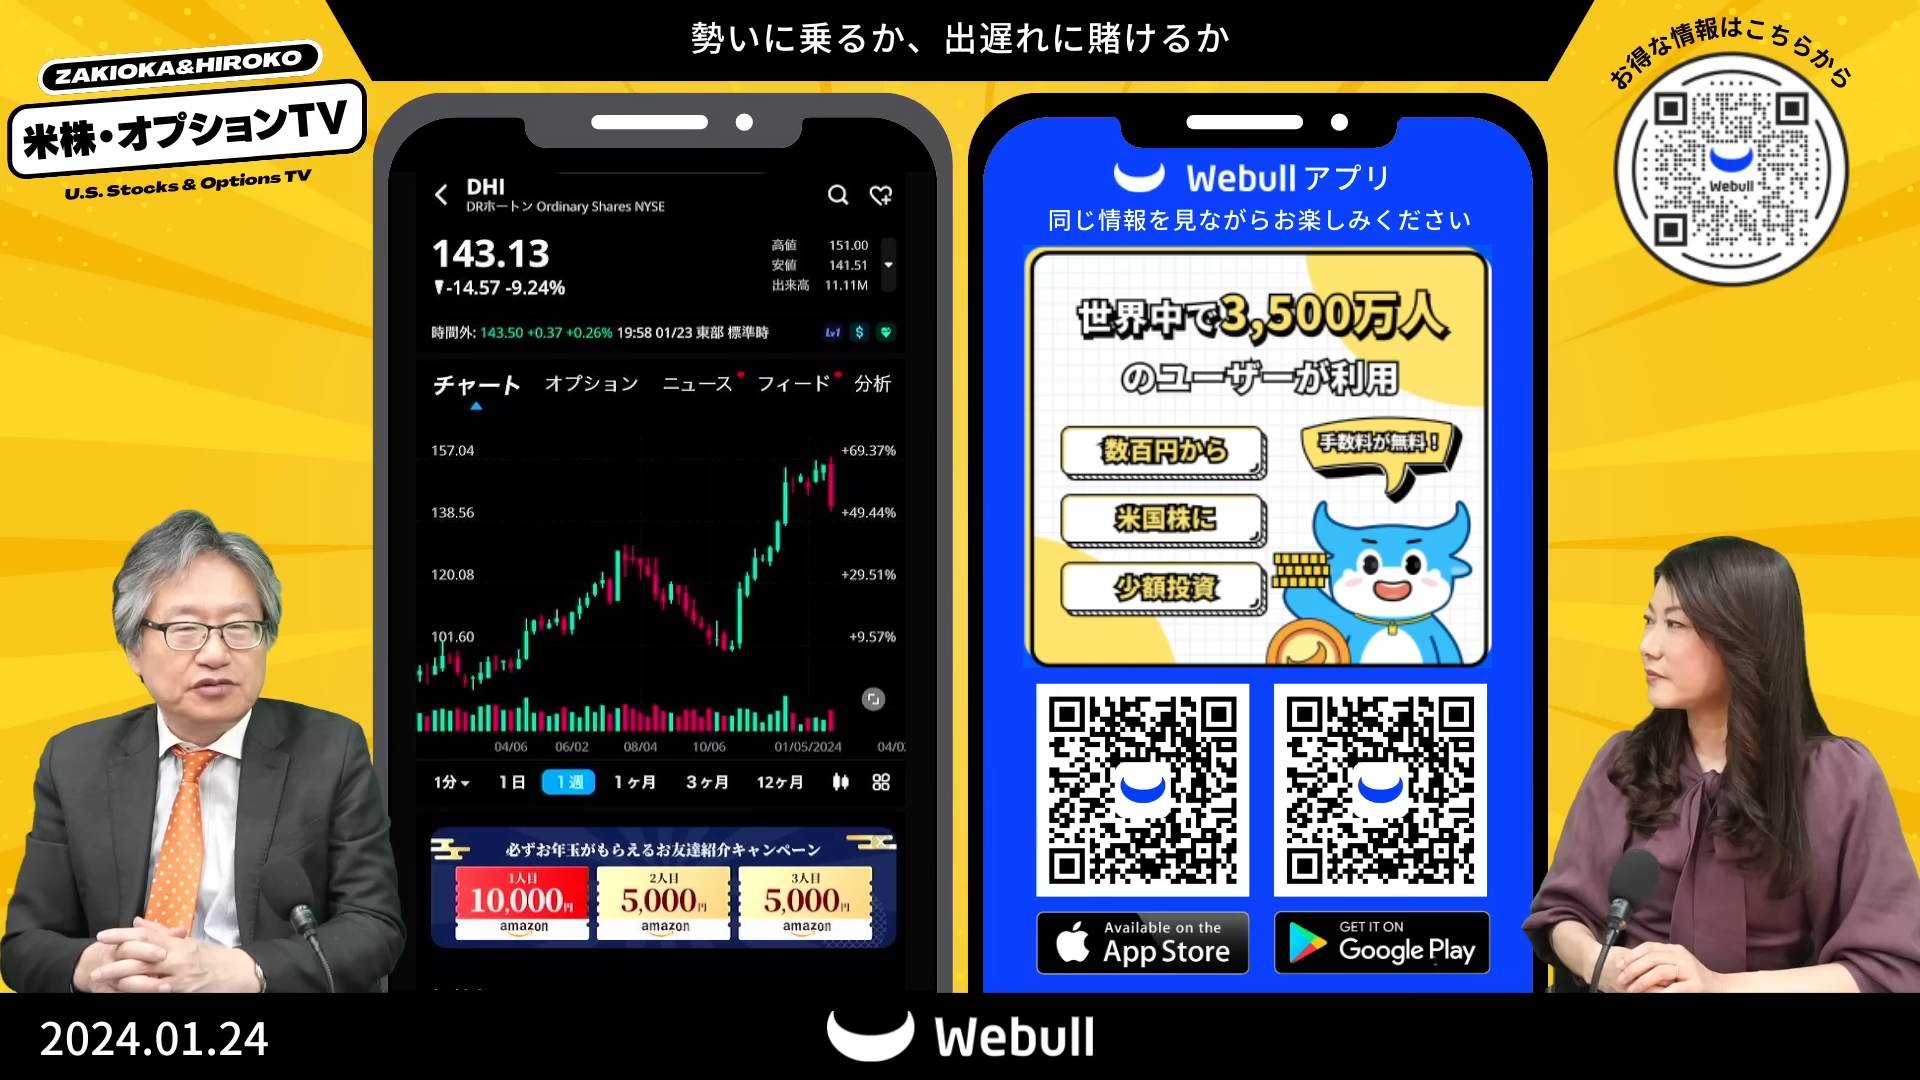 勢いに乗るか、出遅れに賭けるか
ZAKIOKA&HIROKO
米株・オプションTV
U.S. Stocks & Options TV
お得な情報はこちらから
Webull
DHI
DRホートン Ordinary Shares NYSE
143.13
-14.57 -9.24%
高値 151.00
安値 141.51
出来高 11.11M
時間外: 143.50 +0.37 +0.26% 19:58 01/23 東部 標準時
Lv1 $
チャート オプション ニュース フィード 分析
157.04 +69.37%
138.56 +49.44%
120.08 +29.51%
101.60 +9.57%
04/06 06/02 08/04 10/06 01/05/2024 04/0
1分 1日 1週 1ヶ月 3ヶ月 12ヶ月
必ずお年玉がもらえるお友達紹介キャンペーン
1人目 2人目 3人目
10,000円 5,000円 5,000円
amazon amazon amazon
Webull アプリ
同じ情報を見ながらお楽しみください
世界中で3,500万人
のユーザーが利用
数百円から
手数料が無料！
米国株に
少額投資
Available on the
App Store
GET IT ON
Google Play
2024.01.24
Webull